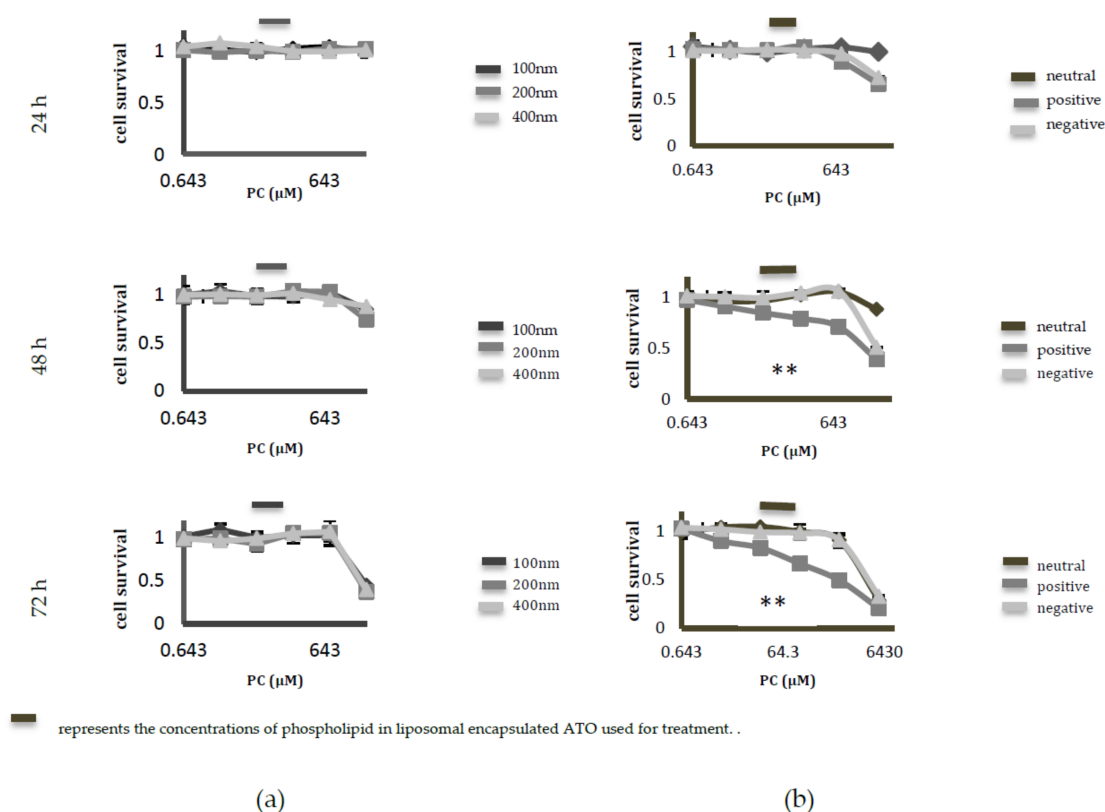 24 h
cell survival
1
0.5
0
0.643
643
PC (µM)
100nm
200nm
400nm
cell survival
1
0.5
0
0.643
643
PC (µM)
neutral
positive
negative
48 h
cell survival
1
0.5
0
0.643
643
PC (µM)
100nm
200nm
400nm
cell survival
1
0.5
0
**
0.643
643
PC (µM)
neutral
positive
negative
72 h
cell survival
1
0.5
0
0.643
643
PC (µM)
100nm
200nm
400nm
cell survival
1
0.5
0
**
0.643
64.3
6430
PC (µM)
neutral
positive
negative
represents the concentrations of phospholipid in liposomal encapsulated ATO used for treatment. .
(a)
(b)